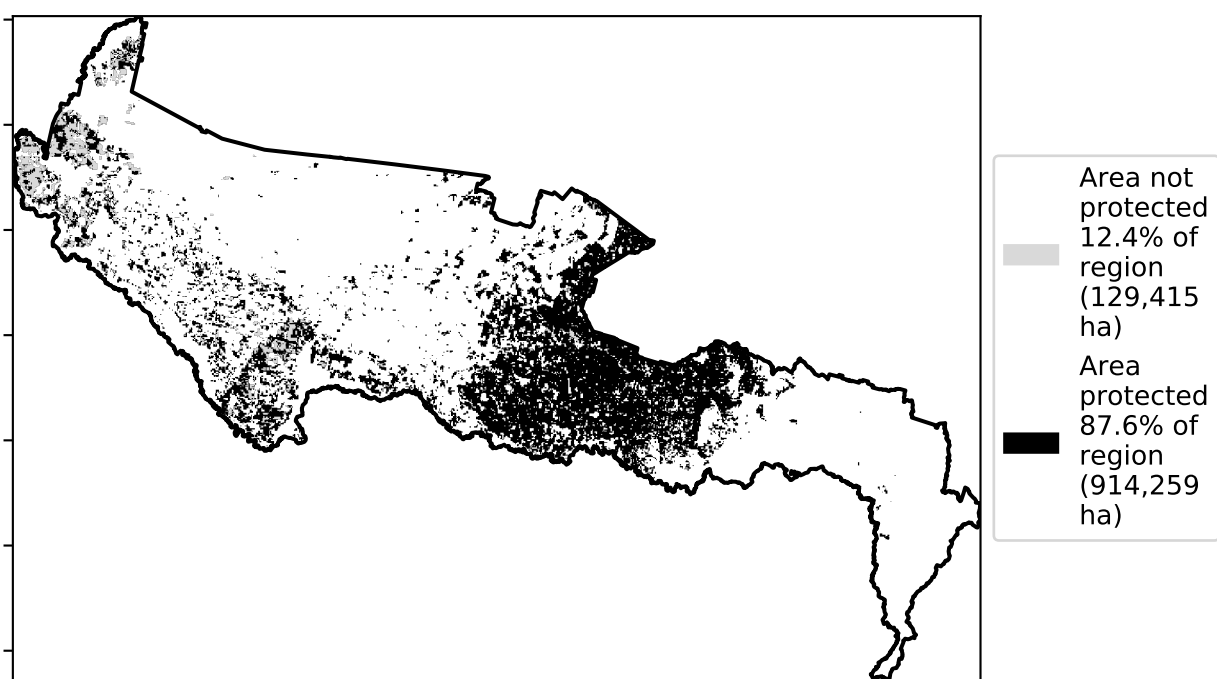 Area not
protected
12.4% of
region
(129,415
ha)
Area
protected
87.6% of
region
(914,259
ha)